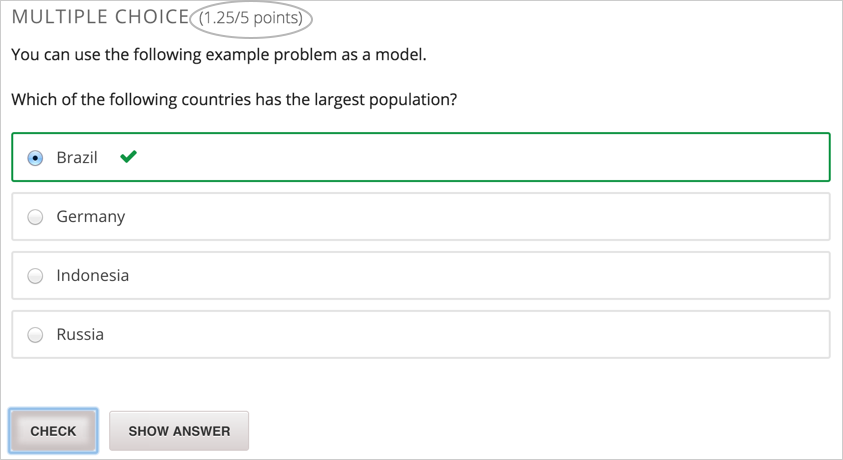 MULTIPLE CHOICE (1.25/5 points)
You can use the following example problem as a model.
Which of the following countries has the largest population?
Brazil
Germany
Indonesia
Russia
CHECK SHOW ANSWER